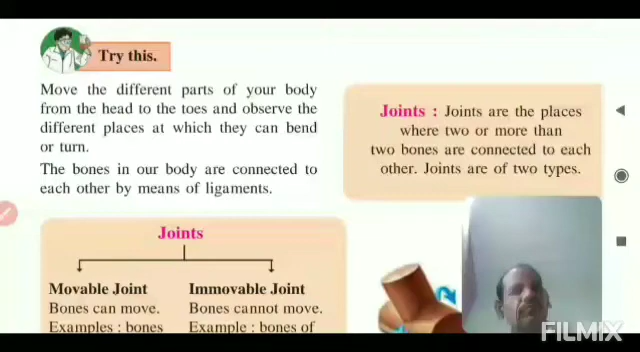 Try this.
Move the different parts of your body
from the head to the toes and observe the
different places at which they can bend
or turn.
The bones in our body are connected to
each other by means of ligaments.
Joints : Joints are the places
where two or more than
two bones are connected to each
other. Joints are of two types.
Joints
Movable Joint
Bones can move.
Examples : bones
Immovable Joint
Bones cannot move.
Example : bones of
FILMIX